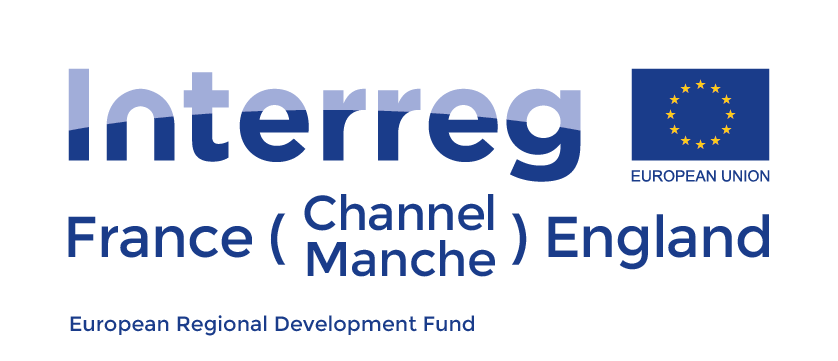 Interreg
EUROPEAN UNION
France ( Channel Manche ) England
European Regional Development Fund